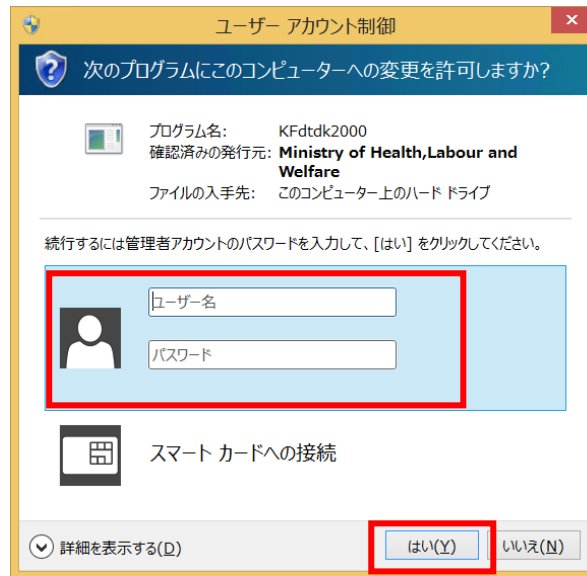 ユーザー アカウント制御
次のプログラムにこのコンピューターへの変更を許可しますか?
プログラム名: KFdtdk2000
確認済みの発行元: Ministry of Health,Labour and
Welfare
ファイルの入手先: このコンピューター上のハード ドライブ
続行するには管理者アカウントのパスワードを入力して、[はい] をクリックしてください。
ユーザー名
パスワード
スマート カードへの接続
詳細を表示する(D) はい(Y) いいえ(N)